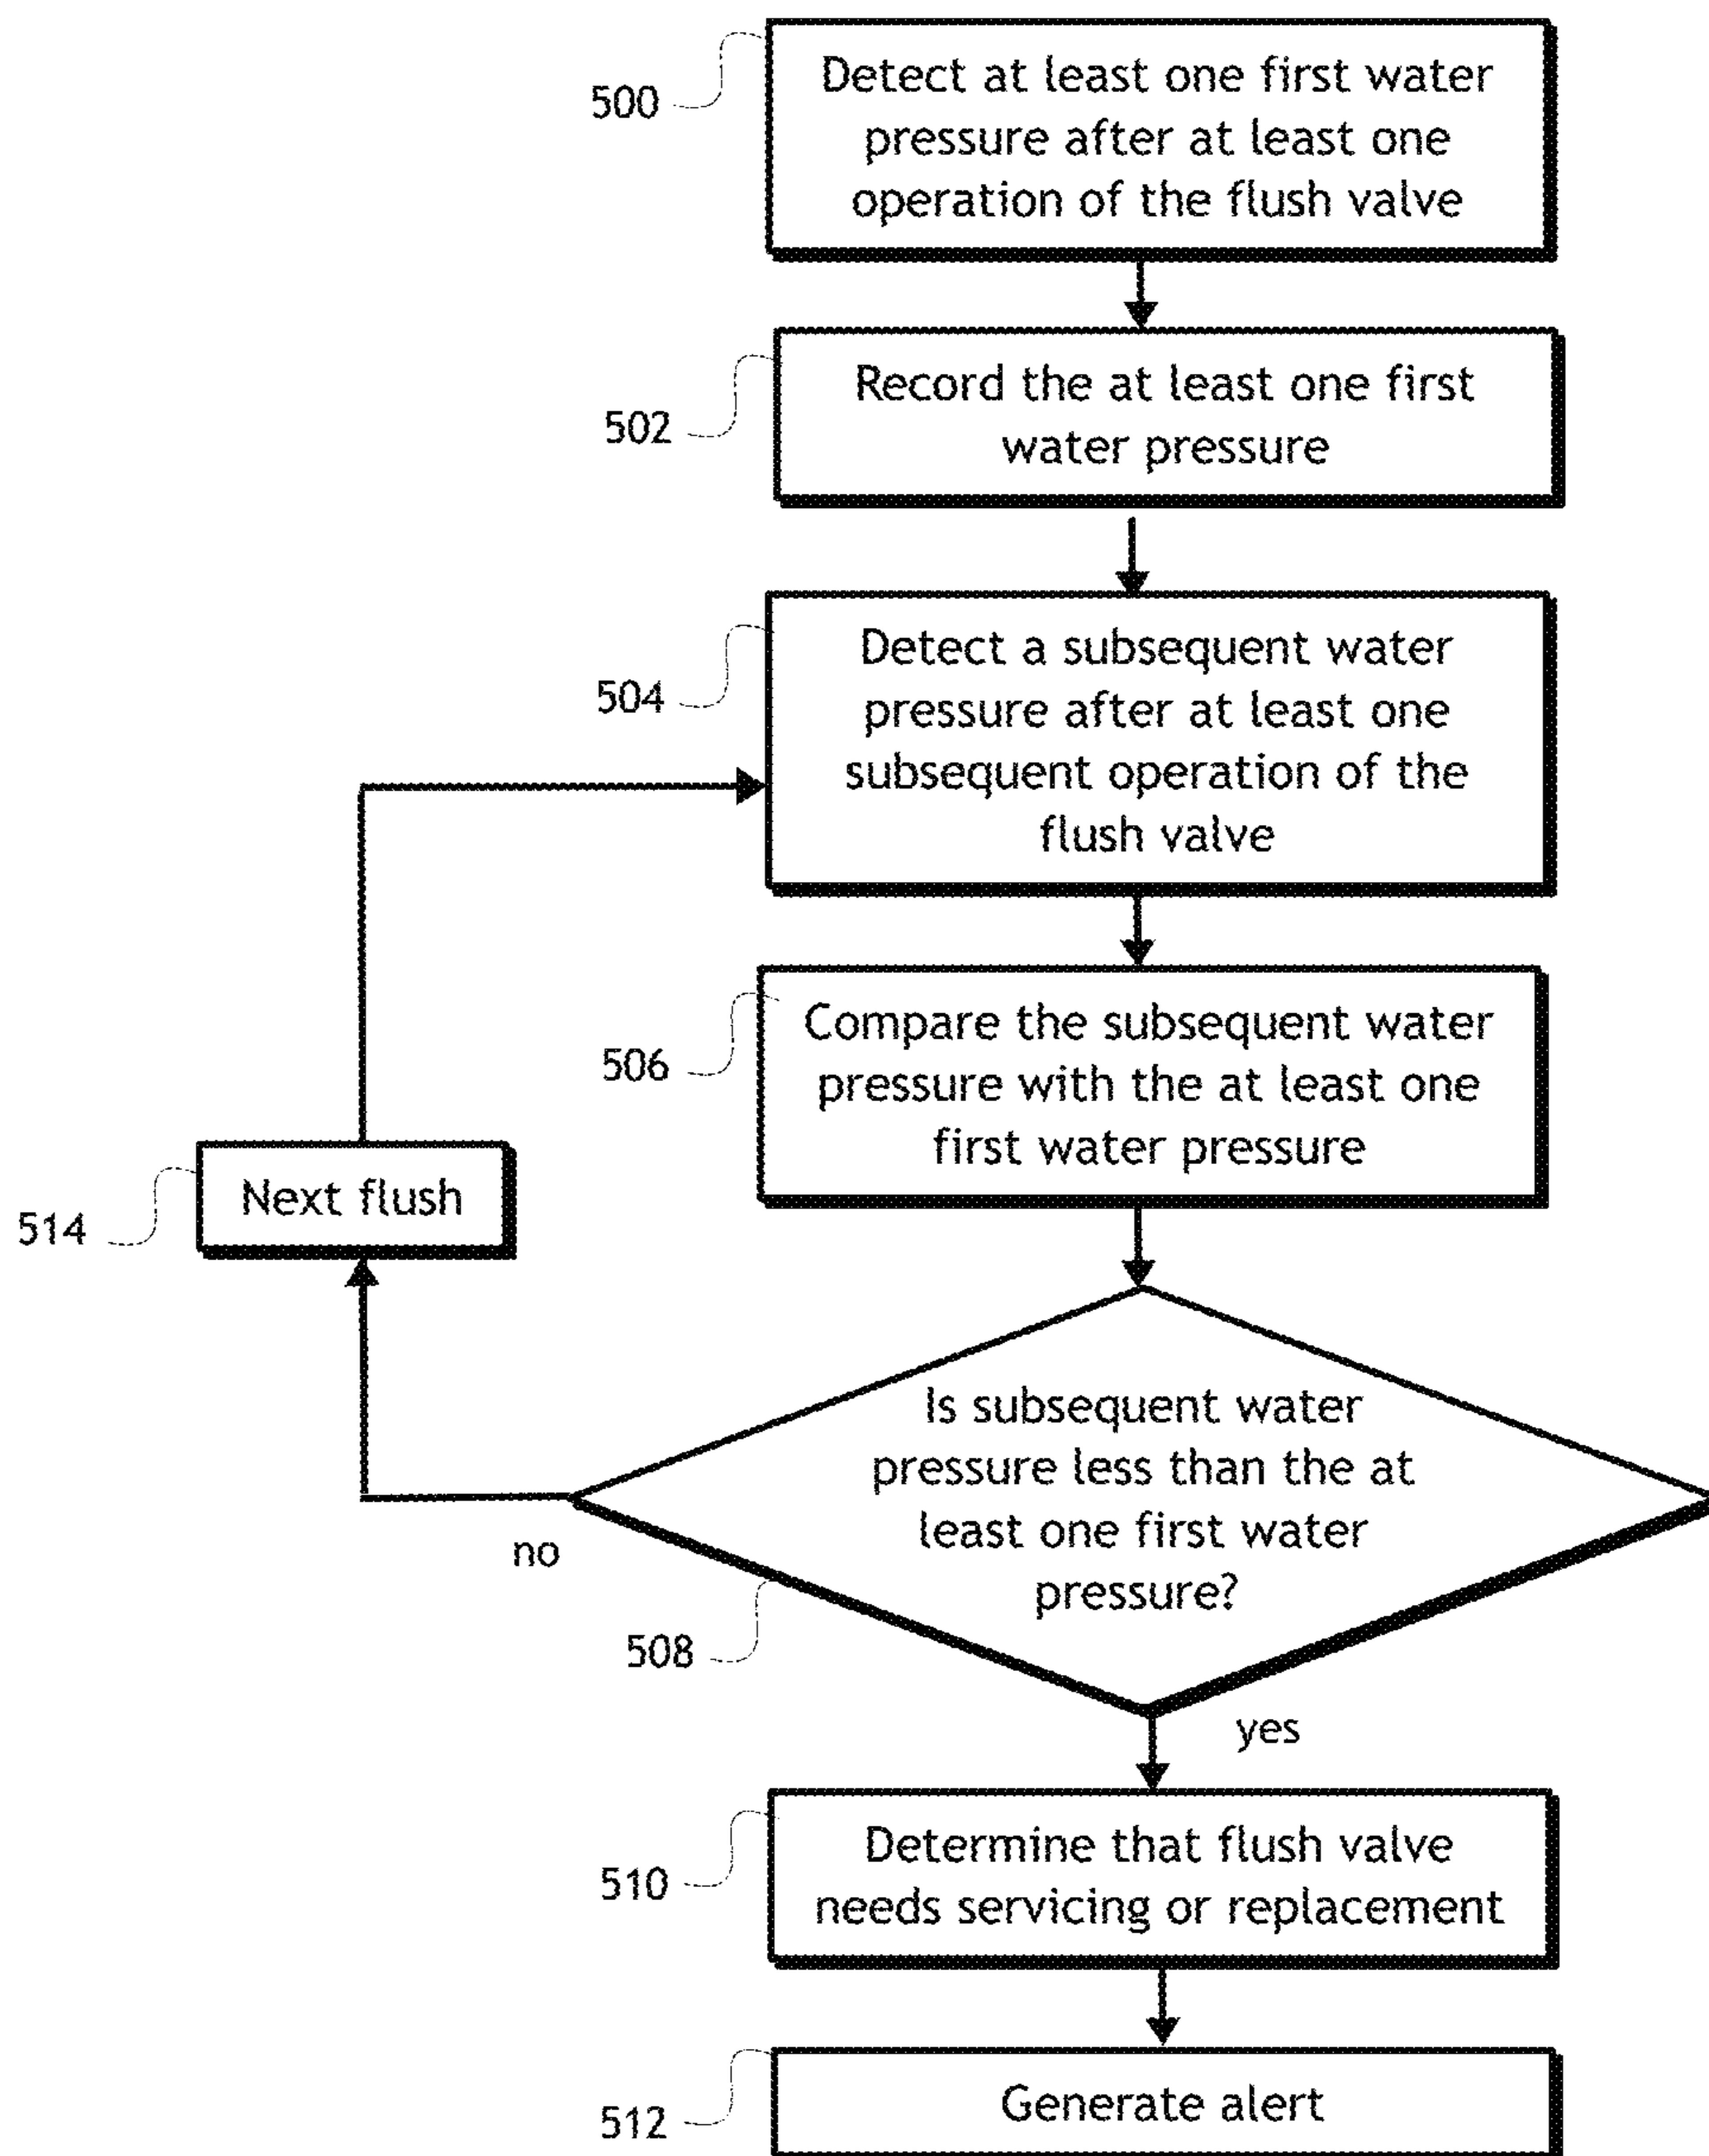 500
Detect at least one first water
pressure after at least one
operation of the flush valve
502
Record the at least one first
water pressure
504
Detect a subsequent water
pressure after at least one
subsequent operation of the
flush valve
506
Compare the subsequent water
pressure with the at least one
first water pressure
514
Next flush
Is subsequent water
pressure less than the at
least one first water
pressure?
no
508
yes
510
Determine that flush valve
needs servicing or replacement
512
Generate alert